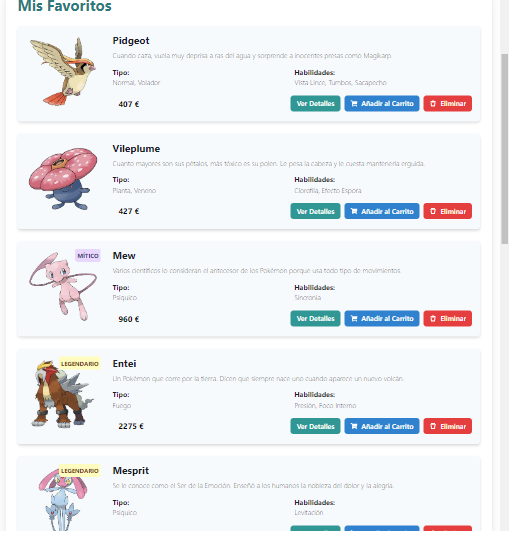 Mis Favoritos
Pidgeot
Cuando caza, vuela muy deprisa a ras del agua y sorprende a inocentes presas como Magikarp.
Tipo: Habilidades:
Normal, Volador Vista Lince, Tumbos, Sacapecho
407 € Ver Detalles Añadir al Carrito Eliminar
Vileplume
Cuanto mayores son sus pétalos, más tóxico es su polen. Le pesa la cabeza y le cuesta mantenerla erguida.
Tipo: Habilidades:
Planta, Veneno Clorofila, Efecto Espora
427 € Ver Detalles Añadir al Carrito Eliminar
MÍTICO
Mew
Varios científicos lo consideran el antecesor de los Pokémon porque usa todo tipo de movimientos.
Tipo: Habilidades:
Psíquico Sincronía
960 € Ver Detalles Añadir al Carrito Eliminar
LEGENDARIO
Entei
Un Pokémon que corre por la tierra. Dicen que siempre nace uno cuando aparece un nuevo volcán.
Tipo: Habilidades:
Fuego Presión, Foco Interno
2275 € Ver Detalles Añadir al Carrito Eliminar
LEGENDARIO
Mesprit
Se le conoce como el Ser de la Emoción. Enseñó a los humanos la nobleza del dolor y la alegría.
Tipo: Habilidades:
Psíquico Levitación